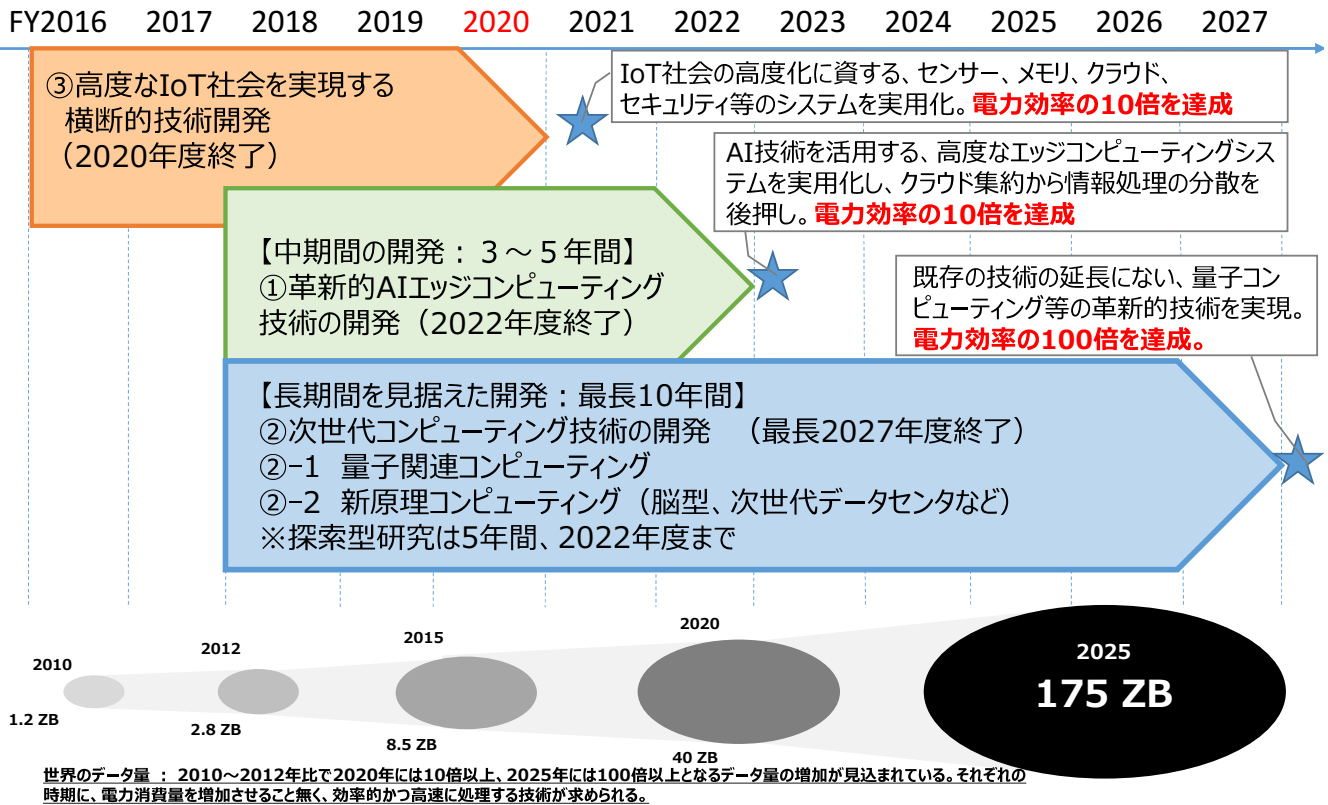 FY2016 2017 2018 2019 2020 2021 2022 2023 2024 2025 2026 2027
③高度なIoT社会を実現する
横断的技術開発
（2020年度終了）
IoT社会の高度化に資する、センサー、メモリ、クラウド、
セキュリティ等のシステムを実用化。電力効率の10倍を達成
AI技術を活用する、高度なエッジコンピューティングシス
テムを実用化し、クラウド集約から情報処理の分散を
後押し。電力効率の10倍を達成
【中期間の開発：３～５年間】
①革新的AIエッジコンピューティング
技術の開発（2022年度終了）
既存の技術の延長にない、量子コン
ピューティング等の革新的技術を実現。
電力効率の100倍を達成。
【長期間を見据えた開発：最長10年間】
②次世代コンピューティング技術の開発　（最長2027年度終了）
②−1　量子関連コンピューティング
②−2　新原理コンピューティング（脳型、次世代データセンタなど）
※探索型研究は5年間、2022年度まで
2010
1.2 ZB
2012
2.8 ZB
2015
8.5 ZB
2020
40 ZB
2025
175 ZB
世界のデータ量 ： 2010～2012年比で2020年には10倍以上、2025年には100倍以上となるデータ量の増加が見込まれている。それぞれの
時期に、電力消費量を増加させること無く、効率的かつ高速に処理する技術が求められる。